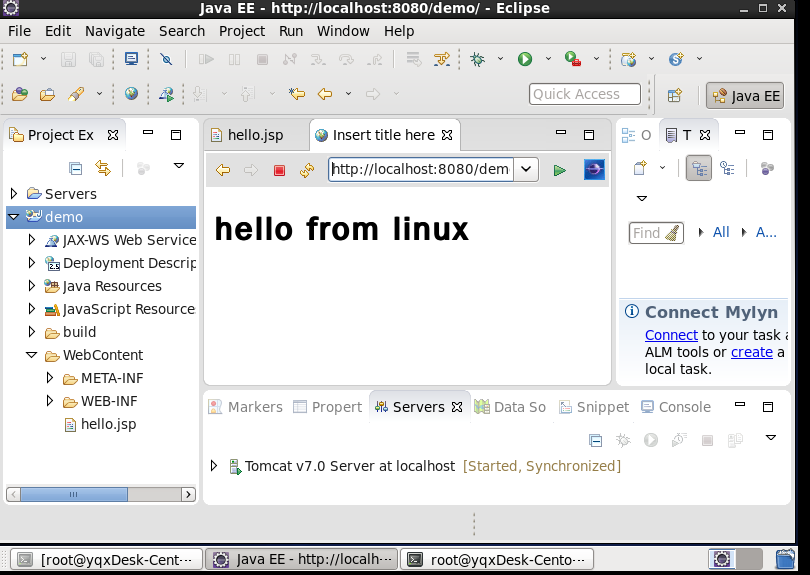 Java EE - http://localhost:8080/demo/ - Eclipse
File Edit Navigate Search Project Run Window Help
Quick Access
Java EE
Project Ex
hello.jsp
Insert title here
O
T
http://localhost:8080/dem
Servers
demo
JAX-WS Web Service
Deployment Descrip
Java Resources
JavaScript Resource
build
WebContent
META-INF
WEB-INF
hello.jsp
hello from linux
Find
All
A...
Connect Mylyn
Connect to your task a
ALM tools or create a
local task.
Markers
Propert
Servers
Data So
Snippet
Console
Tomcat v7.0 Server at localhost [Started, Synchronized]
[root@yqxDesk-Cent···
Java EE - http://localh···
root@yqxDesk-Cento···